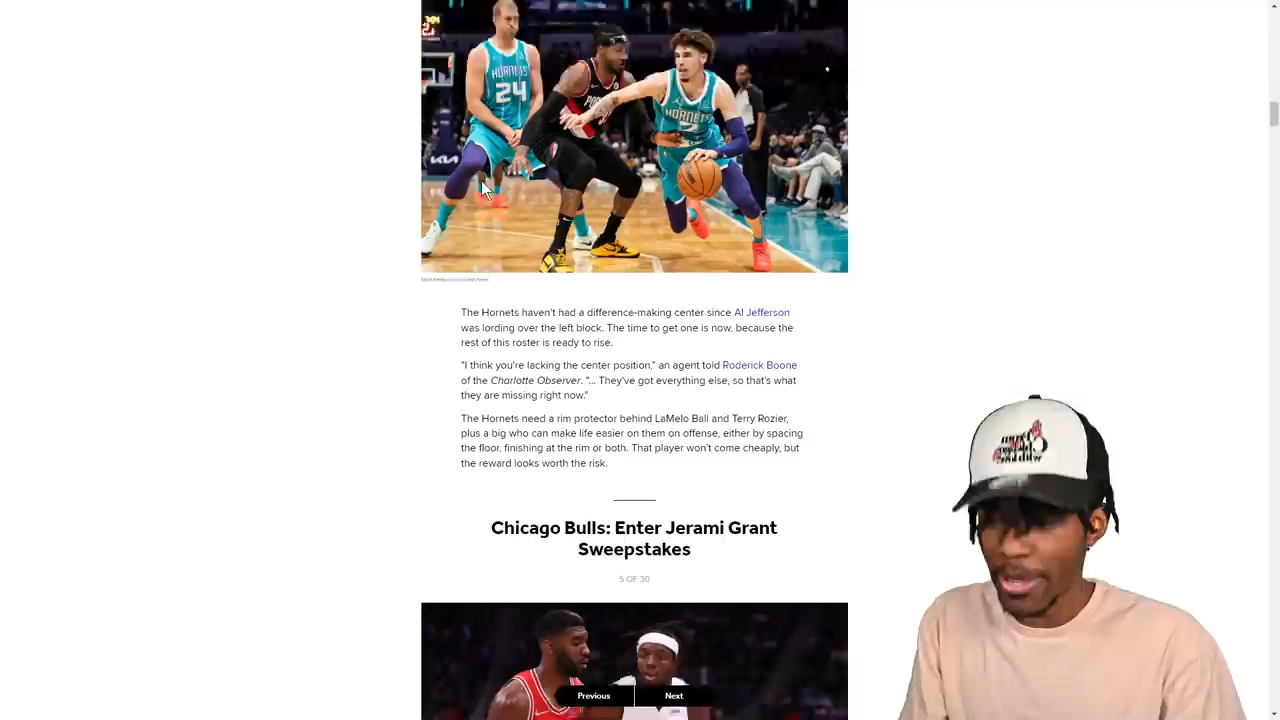 HORNETS
24
HORNETS
KIA
The Hornets haven't had a difference-making center since Al Jefferson
was lording over the left block. The time to get one is now, because the
rest of this roster is ready to rise.
"I think you're lacking the center position," an agent told Roderick Boone
of the Charlotte Observer. "... They've got everything else, so that's what
they are missing right now."
The Hornets need a rim protector behind LaMelo Ball and Terry Rozier,
plus a big who can make life easier on them on offense, either by spacing
the floor, finishing at the rim or both. That player won't come cheaply, but
the reward looks worth the risk.
Chicago Bulls: Enter Jerami Grant
Sweepstakes
5 OF 30
Previous
Next